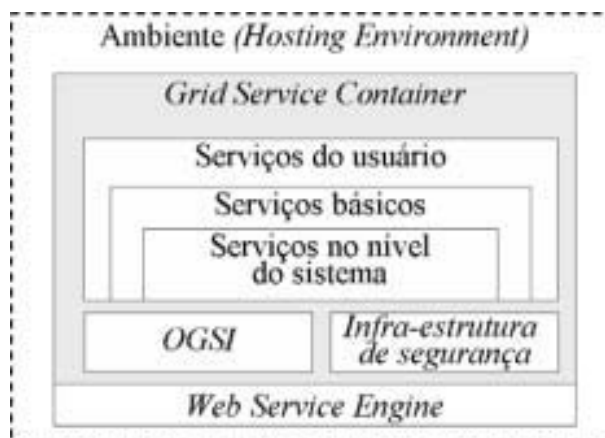 Ambiente (Hosting Environment)
Grid Service Container
Serviços do usuário
Serviços básicos
Serviços no nível
do sistema
OGSI
Infra-estrutura
de segurança
Web Service Engine